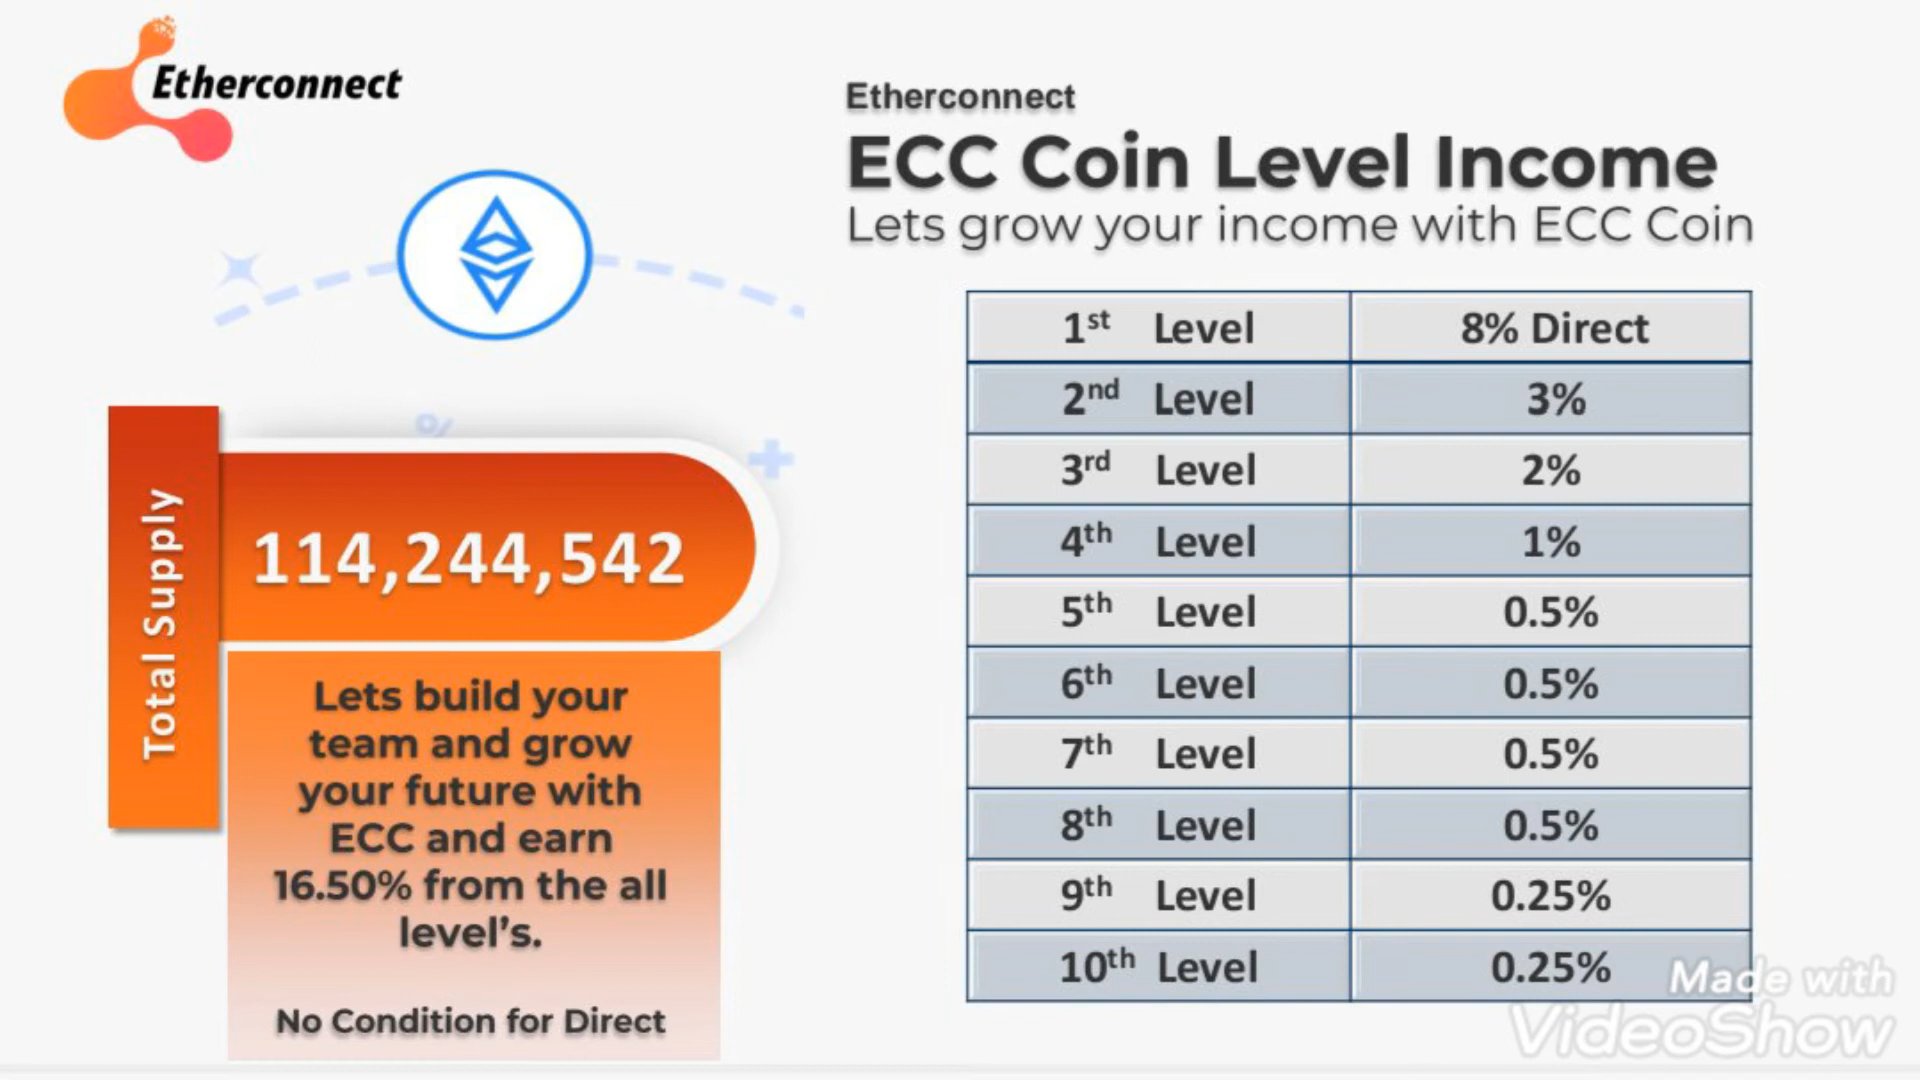 Etherconnect
Etherconnect
ECC Coin Level Income
Lets grow your income with ECC Coin
Total Supply
114,244,542
Lets build your
team and grow
your future with
ECC and earn
16.50% from the all
level's.
No Condition for Direct
1st Level 8% Direct
2nd Level 3%
3rd Level 2%
4th Level 1%
5th Level 0.5%
6th Level 0.5%
7th Level 0.5%
8th Level 0.5%
9th Level 0.25%
10th Level 0.25%
%
Made with
VideoShow